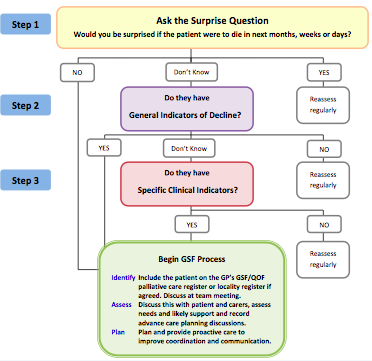 Step 1
Ask the Surprise Question
Would you be surprised if the patient were to die in next months, weeks or days?
NO
Don't Know
YES
Step 2
Do they have
General Indicators of Decline?
Reassess
regularly
YES
Don't Know
NO
Step 3
Do they have
Specific Clinical Indicators?
Reassess
regularly
YES
NO
Begin GSF Process
Identify Include the patient on the GP's GSF/QOF
palliative care register or locality register if
agreed. Discuss at team meeting.
Assess Discuss this with patient and carers, assess
needs and likely support and record
advance care planning discussions.
Plan Plan and provide proactive care to
improve coordination and communication.
Reassess
regularly